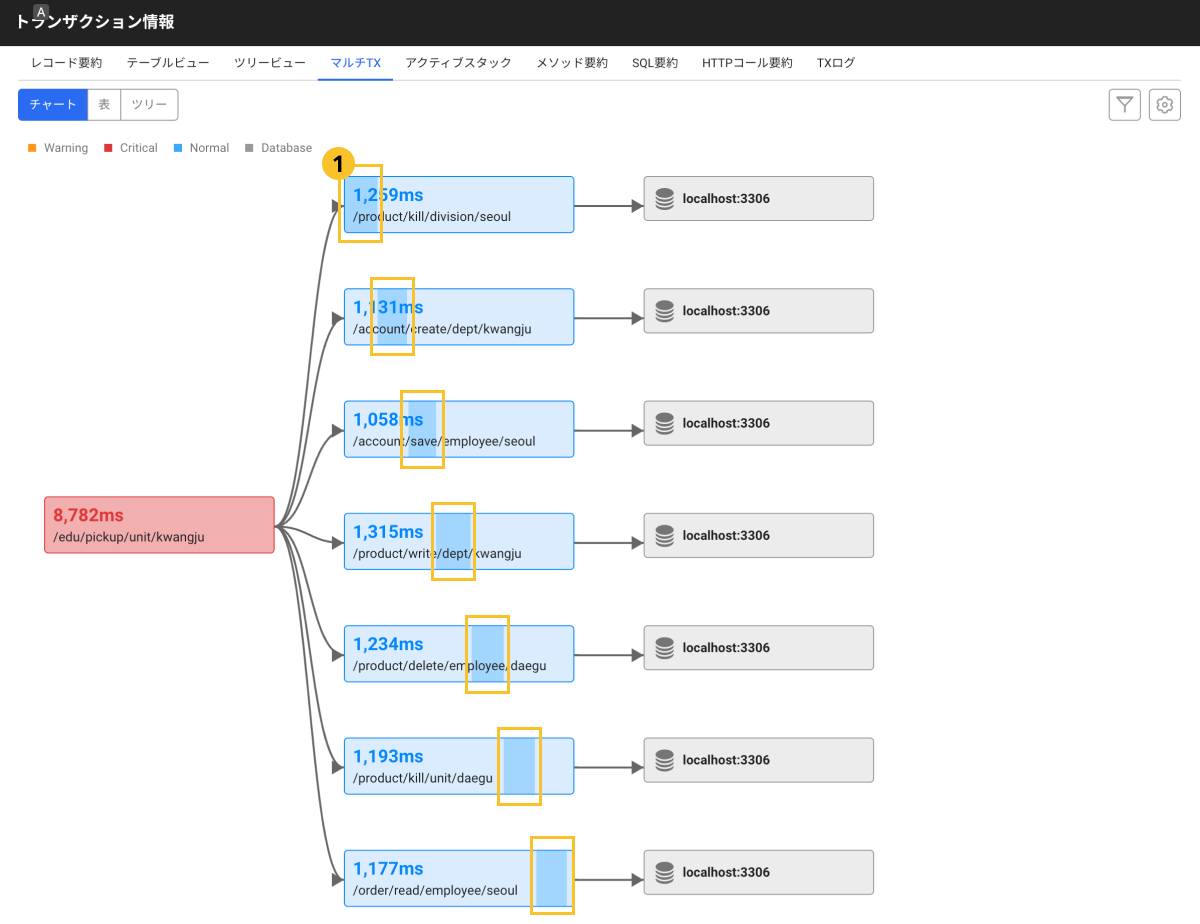 A
トランザクション情報
レコード要約 テーブルビュー ツリービュー マルチTX アクティブスタック メソッド要約 SQL要約 HTTPコール要約 TXログ
チャート 表 ツリー
Warning Critical Normal Database
1
1,259ms
/product/kill/division/seoul
localhost:3306
1,131ms
/account/create/dept/kwangju
localhost:3306
1,058ms
/account/save/employee/seoul
localhost:3306
8,782ms
/edu/pickup/unit/kwangju
1,315ms
/product/write/dept/kwangju
localhost:3306
1,234ms
/product/delete/employee/daegu
localhost:3306
1,193ms
/product/kill/unit/daegu
localhost:3306
1,177ms
/order/read/employee/seoul
localhost:3306